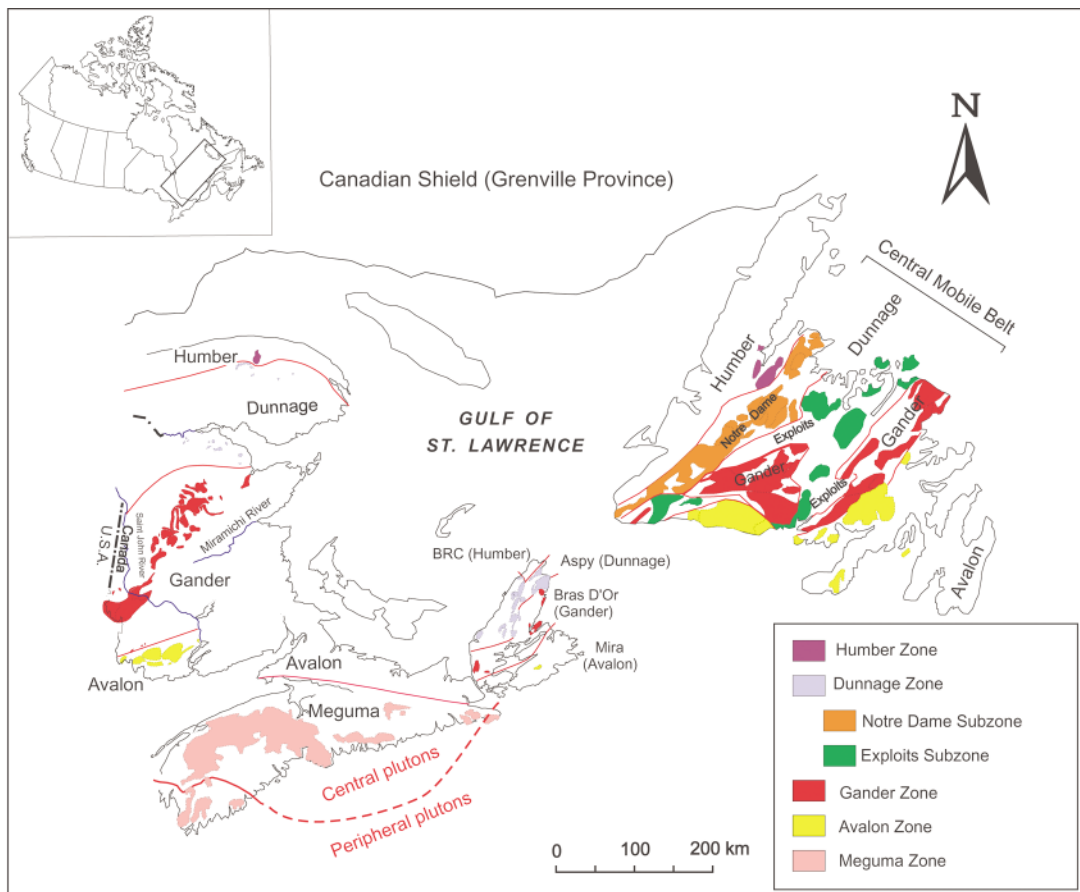 N
Canadian Shield (Grenville Province)
Central Mobile Belt
Dunnage
Humber
Humber
Dunnage
GULF OF
ST. LAWRENCE
Notre Dame
Exploits
Gander
Gander
Exploits
Avalon
Miramichi River
Saint John River
Canada
U.S.A.
Gander
BRC (Humber)
Aspy (Dunnage)
Bras D'Or
(Gander)
Mira
(Avalon)
Avalon
Avalon
Meguma
Central plutons
Peripheral plutons
0 100 200 km
Humber Zone
Dunnage Zone
Notre Dame Subzone
Exploits Subzone
Gander Zone
Avalon Zone
Meguma Zone